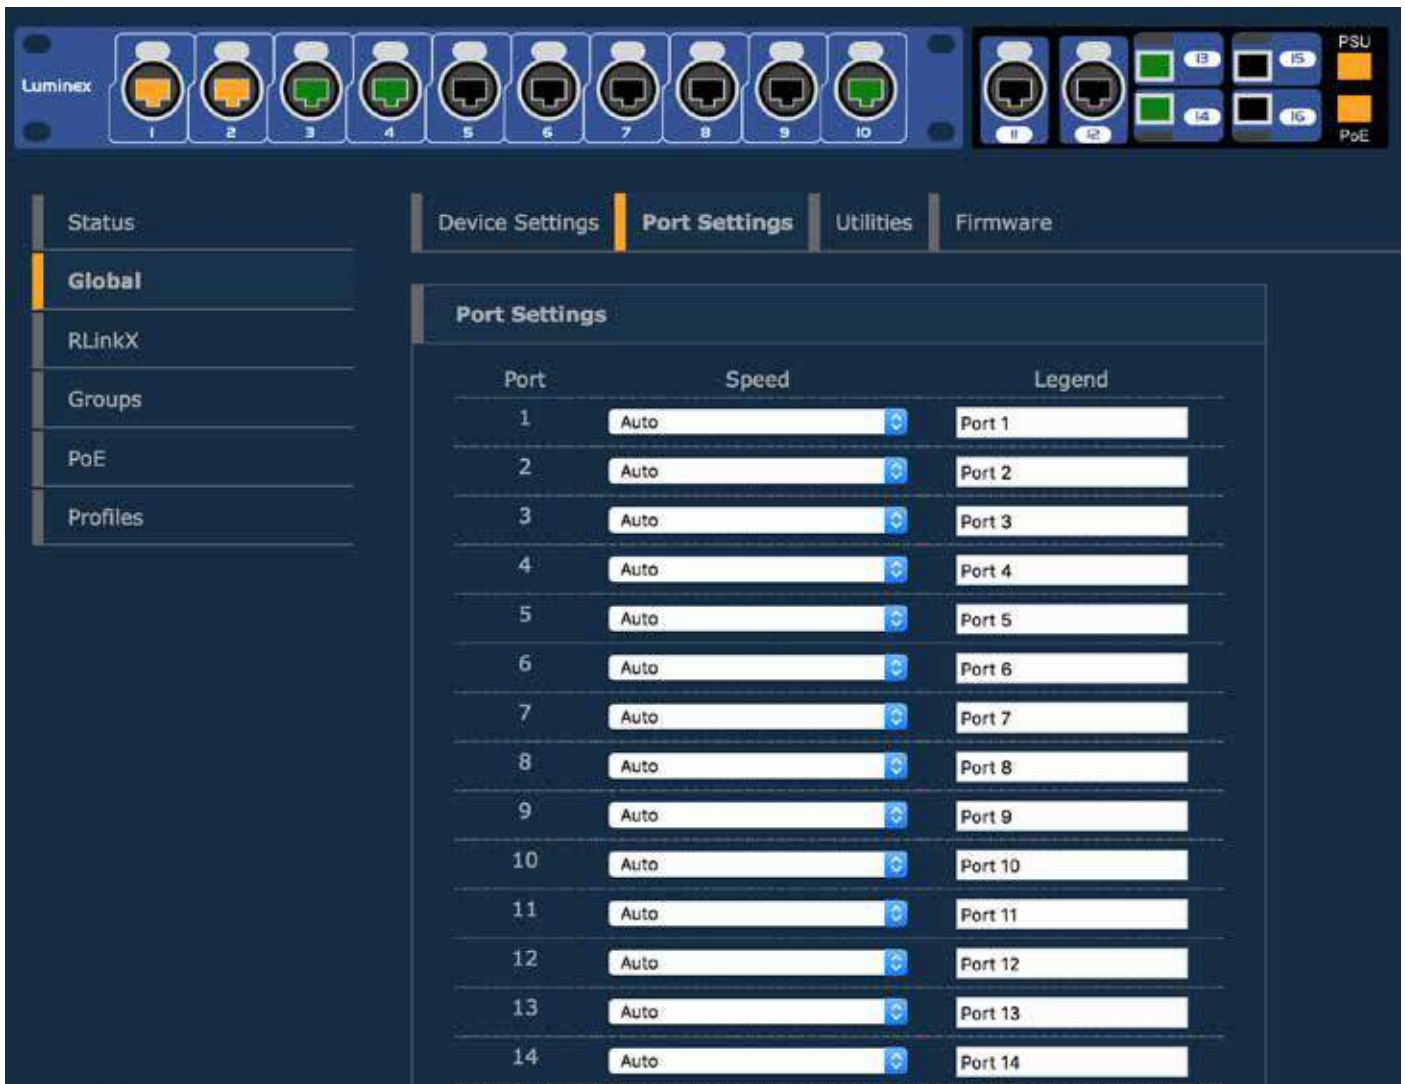 PSU
Luminex
13 15
14 16
1 2 3 4 5 6 7 8 9 10 11 12
PoE
Status
Global
RLinkX
Groups
PoE
Profiles
Device Settings Port Settings Utilities Firmware
Port Settings
Port Speed Legend
1 Auto Port 1
2 Auto Port 2
3 Auto Port 3
4 Auto Port 4
5 Auto Port 5
6 Auto Port 6
7 Auto Port 7
8 Auto Port 8
9 Auto Port 9
10 Auto Port 10
11 Auto Port 11
12 Auto Port 12
13 Auto Port 13
14 Auto Port 14